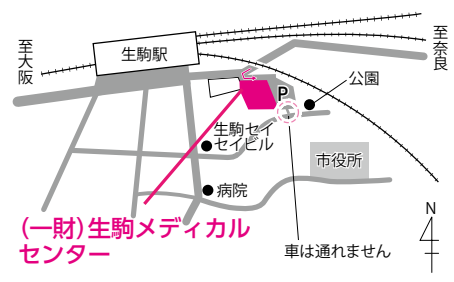 至大阪
生駒駅
至奈良
P
公園
生駒セイ
セイビル
市役所
病院
(一財)生駒メディカル
センター
車は通れません
N